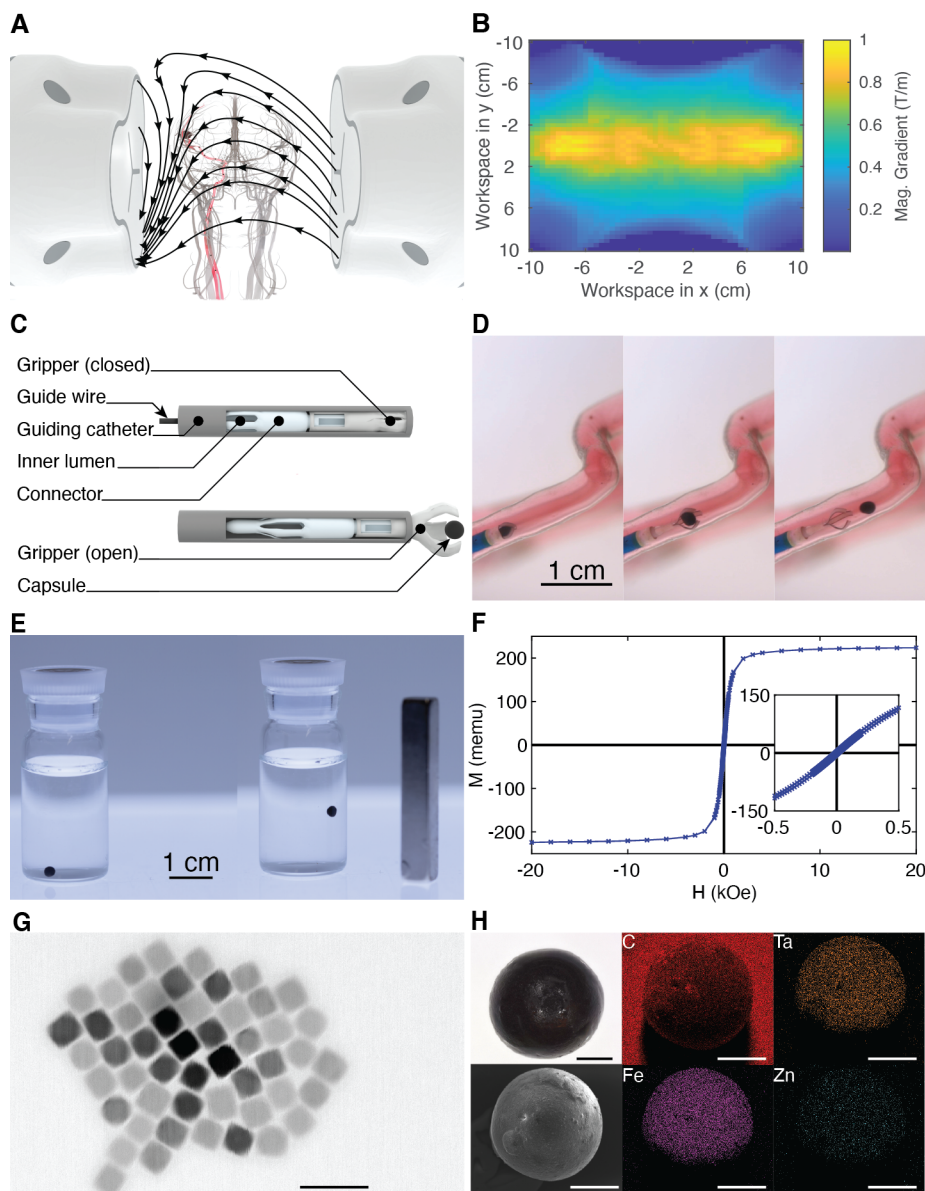 A
B
-10
-6
-2
2
6
10
Workspace in y (cm)
-10
-6
-2
2
6
10
Workspace in x (cm)
1
0.8
0.6
0.4
0.2
Mag. Gradient (T/m)
C
Gripper (closed)
Guide wire
Guiding catheter
Inner lumen
Connector
Gripper (open)
Capsule
D
1 cm
E
1 cm
F
200
100
0
-100
-200
M (memu)
-20
-10
0
10
20
H (kOe)
150
0
-150
-0.5
0
0.5
G
H
C
Ta
Fe
Zn